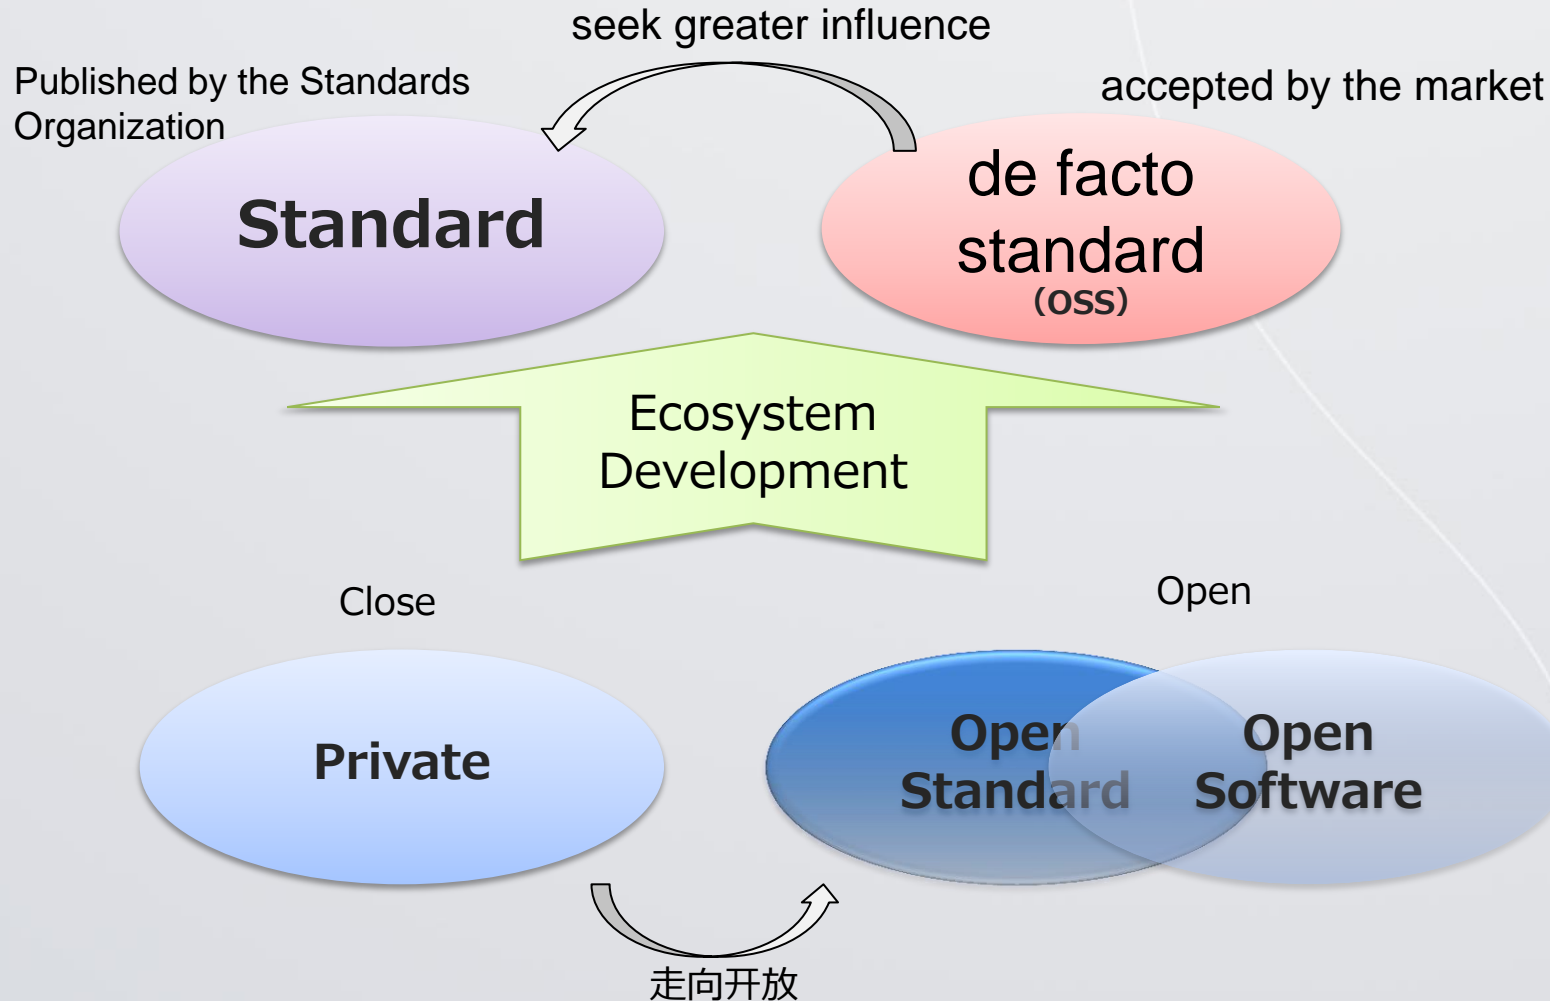 seek greater influence
Published by the Standards
Organization
accepted by the market
Standard
de facto
standard
(OSS)
Ecosystem
Development
Close
Open
Private
Open
Standard
Open
Software
走向开放